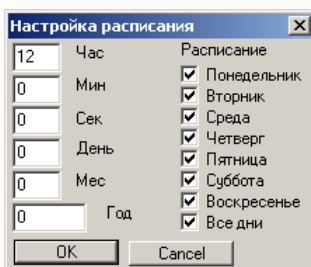 Настройка расписания
12 Час
0 Мин
0 Сек
0 День
0 Мес
0 Год
Расписание
Понедельник
Вторник
Среда
Четверг
Пятница
Суббота
Воскресенье
Все дни
OK Cancel